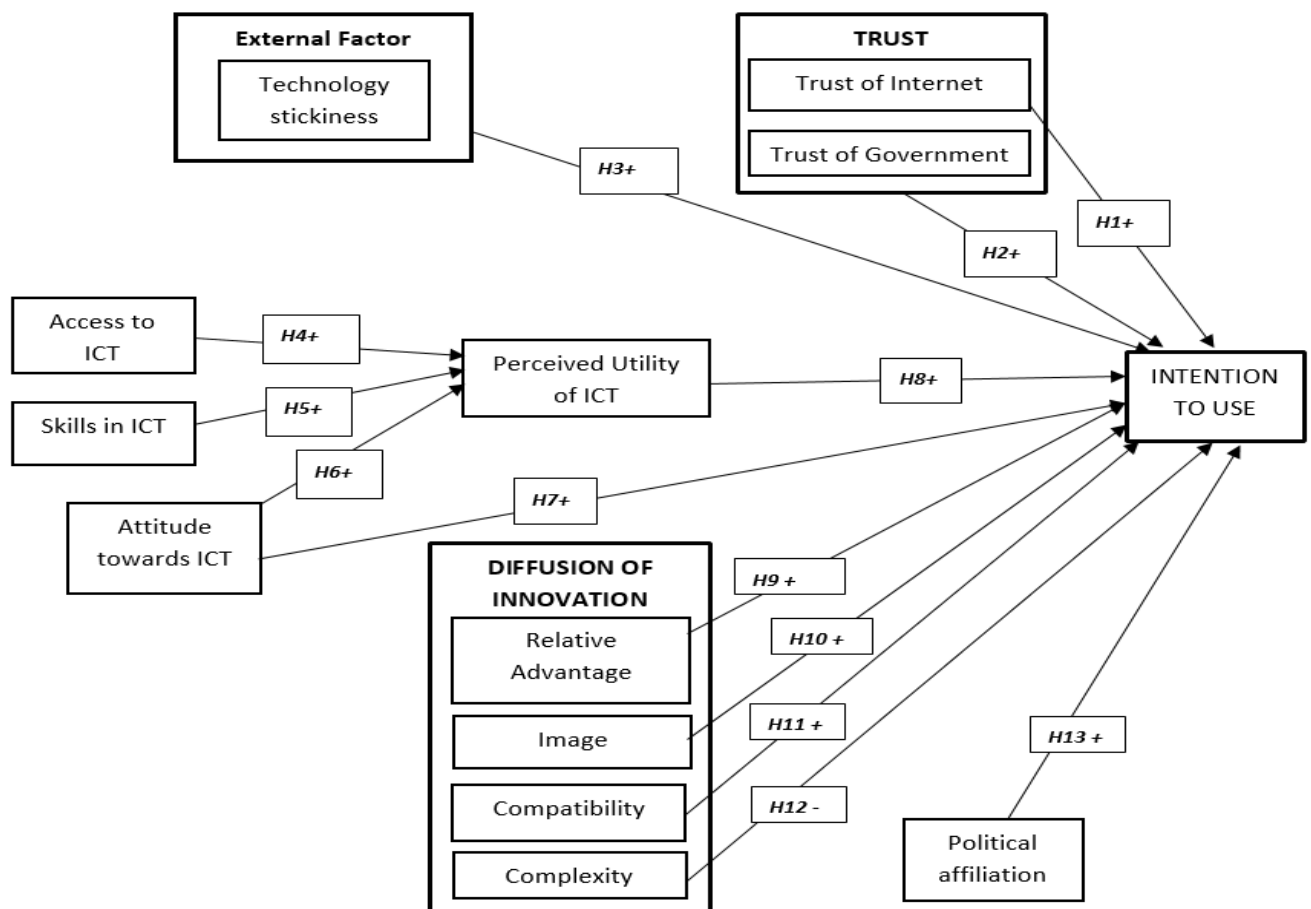 External Factor
Technology
stickiness
TRUST
Trust of Internet
Trust of Government
H3+
H1+
H2+
Access to
ICT
H4+
Perceived Utility
of ICT
H8+
INTENTION
TO USE
Skills in ICT
H5+
H6+
Attitude
towards ICT
H7+
DIFFUSION OF
INNOVATION
Relative
Advantage
Image
Compatibility
Complexity
H9 +
H10 +
H11 +
H12 -
H13 +
Political
affiliation